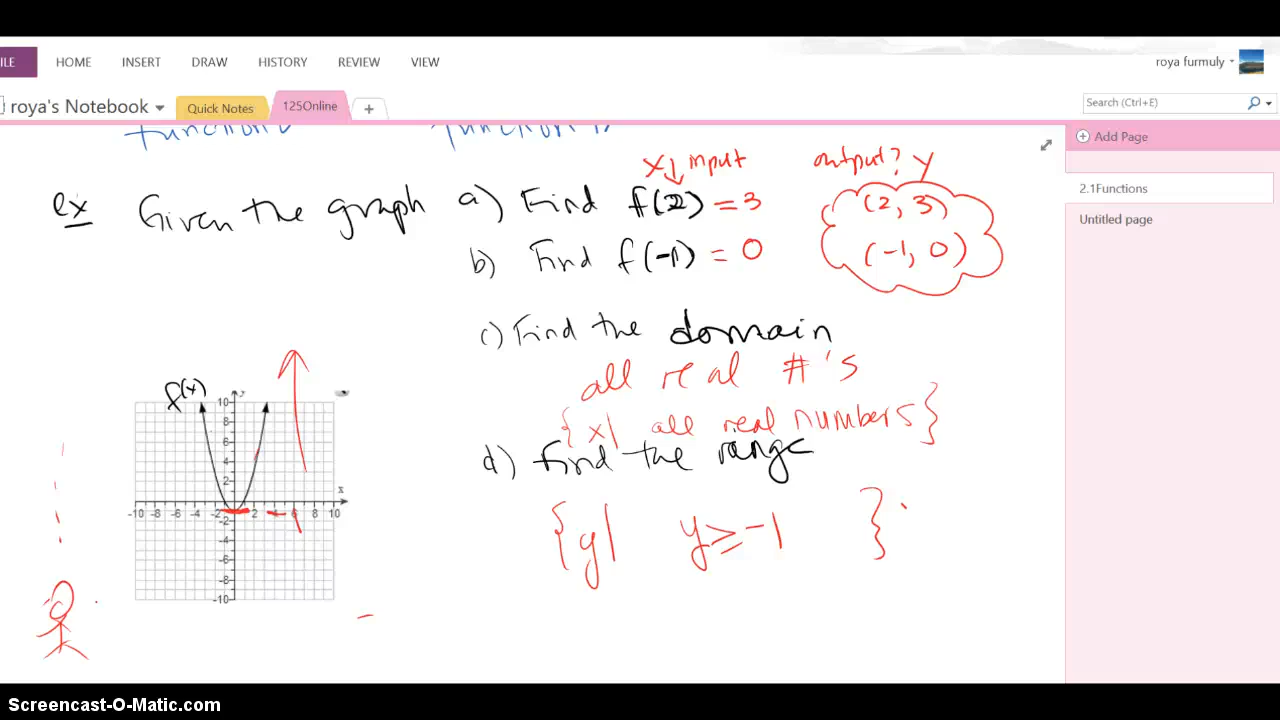 ILE HOME INSERT DRAW HISTORY REVIEW VIEW roya furmuly
roya's Notebook Quick Notes 125Online + Search (Ctrl+E)
Add Page
2.1Functions
Untitled page
x input output? y
ex Given the graph a) Find f(2) = 3 (2, 3)
b) Find f(-1) = 0 (-1, 0)
c) Find the domain
all real #'s
{x| all real numbers}
d) Find the range
{y| y ≥ -1 }
f(x)
y
10
8
6
4
2
x
-10 -8 -6 -4 -2 2 4 6 8 10
-2
-4
-6
-8
-10
Screencast-O-Matic.com